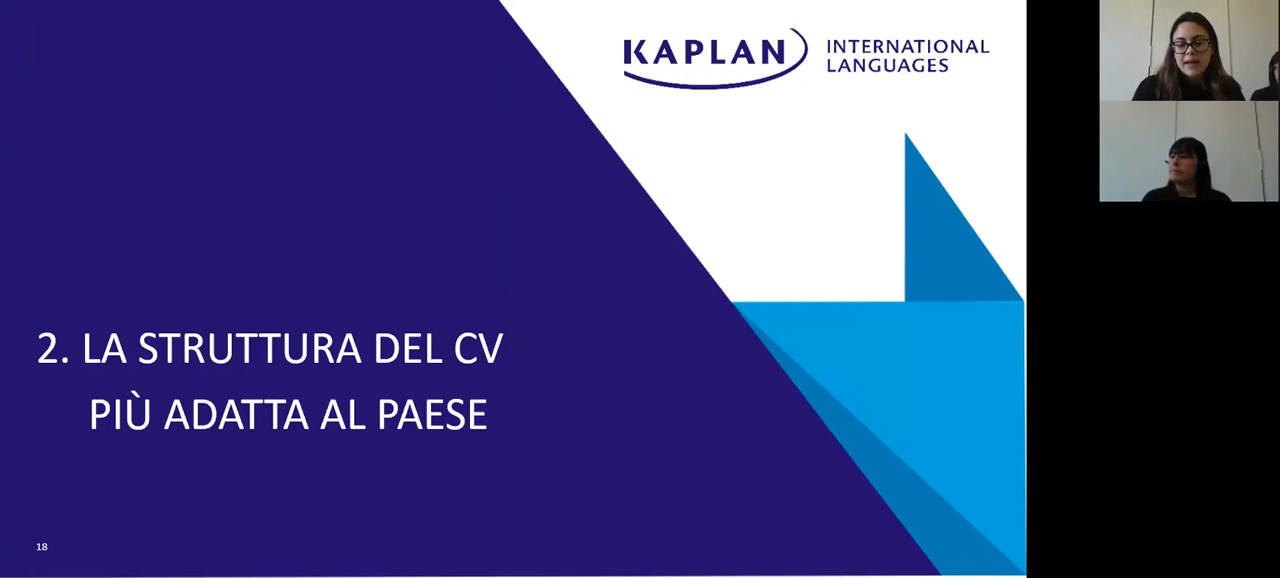 KAPLAN INTERNATIONAL
LANGUAGES
2. LA STRUTTURA DEL CV
PIÙ ADATTA AL PAESE
18